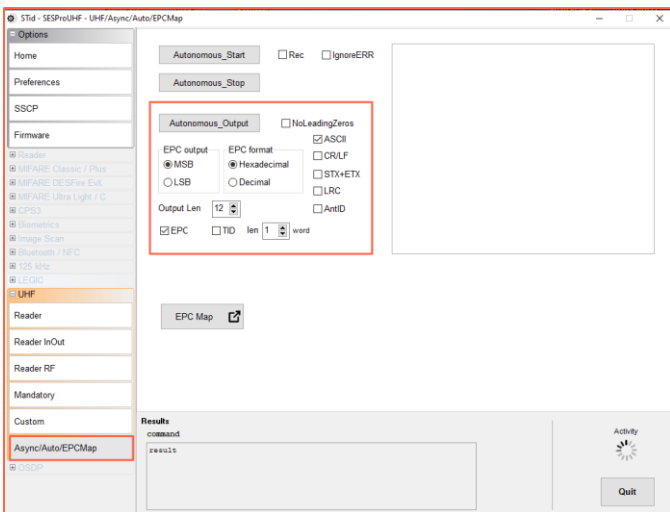 STid - SESProUHF - UHF/Async/Auto/EPCMap
Options
Home
Preferences
SSCP
Firmware
Reader
MIFARE Classic / Plus
MIFARE DESFire EvX
MIFARE Ultra Light / C
CPS3
Biometrics
Image Scan
Bluetooth / NFC
125 kHz
LEGIC
UHF
Reader
Reader InOut
Reader RF
Mandatory
Custom
Async/Auto/EPCMap
OSDP
Autonomous_Start
Rec
IgnoreERR
Autonomous_Stop
Autonomous_Output
NoLeadingZeros
ASCII
EPC output
EPC format
MSB
Hexadecimal
CR/LF
STX+ETX
LSB
Decimal
LRC
Output Len 12
AntID
EPC
TID
len 1 word
EPC Map
Results
command
result
Activity
Quit